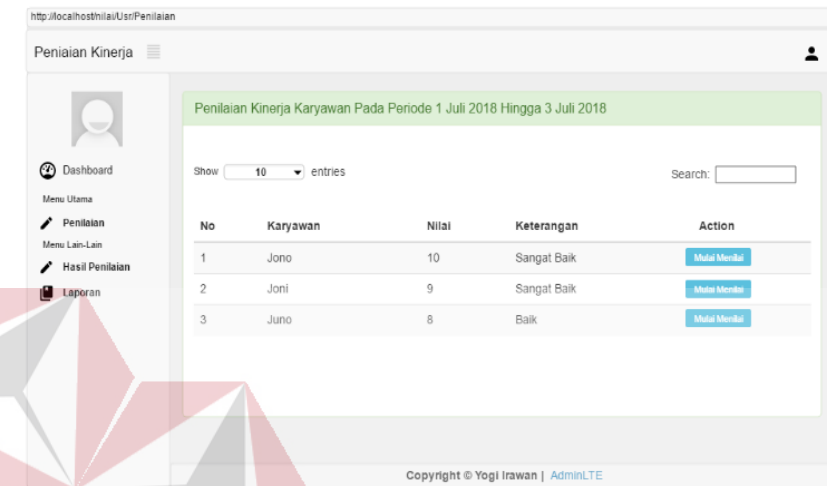 http://localhost/nilai/Usr/Penilaian
Peniaian Kinerja
Penilaian Kinerja Karyawan Pada Periode 1 Juli 2018 Hingga 3 Juli 2018
Dashboard
Menu Utama
Penilaian
Menu Lain-Lain
Hasil Penilaian
Laporan
Show 10 entries
Search:
No Karyawan Nilai Keterangan Action
1 Jono 10 Sangat Baik Mulai Menilai
2 Joni 9 Sangat Baik Mulai Menilai
3 Juno 8 Baik Mulai Menilai
Copyright © Yogi Irawan | AdminLTE